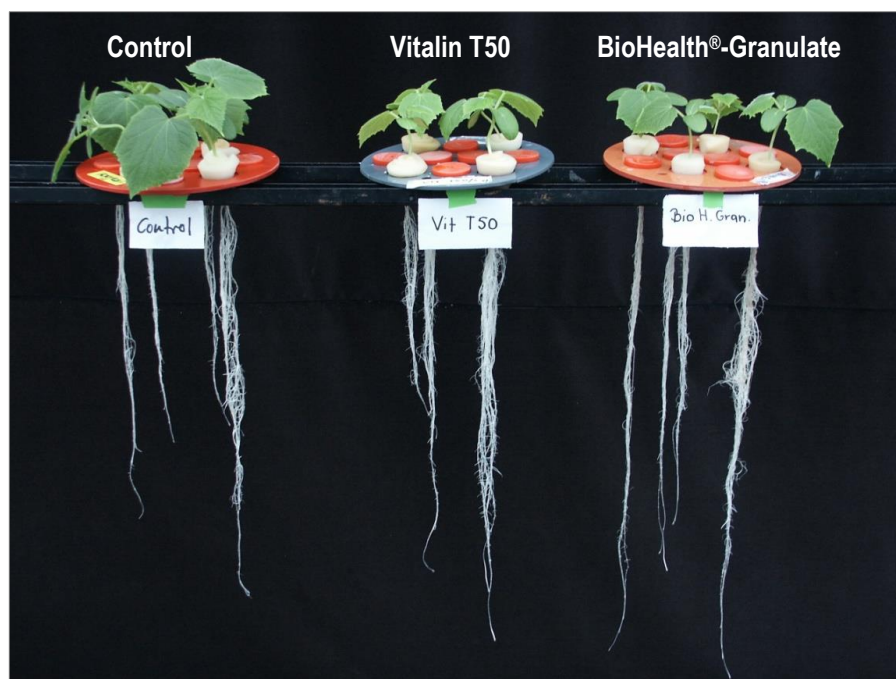 Control
Vitalin T50
BioHealth®-Granulate
Control
Vit T50
Bio H. Gran.